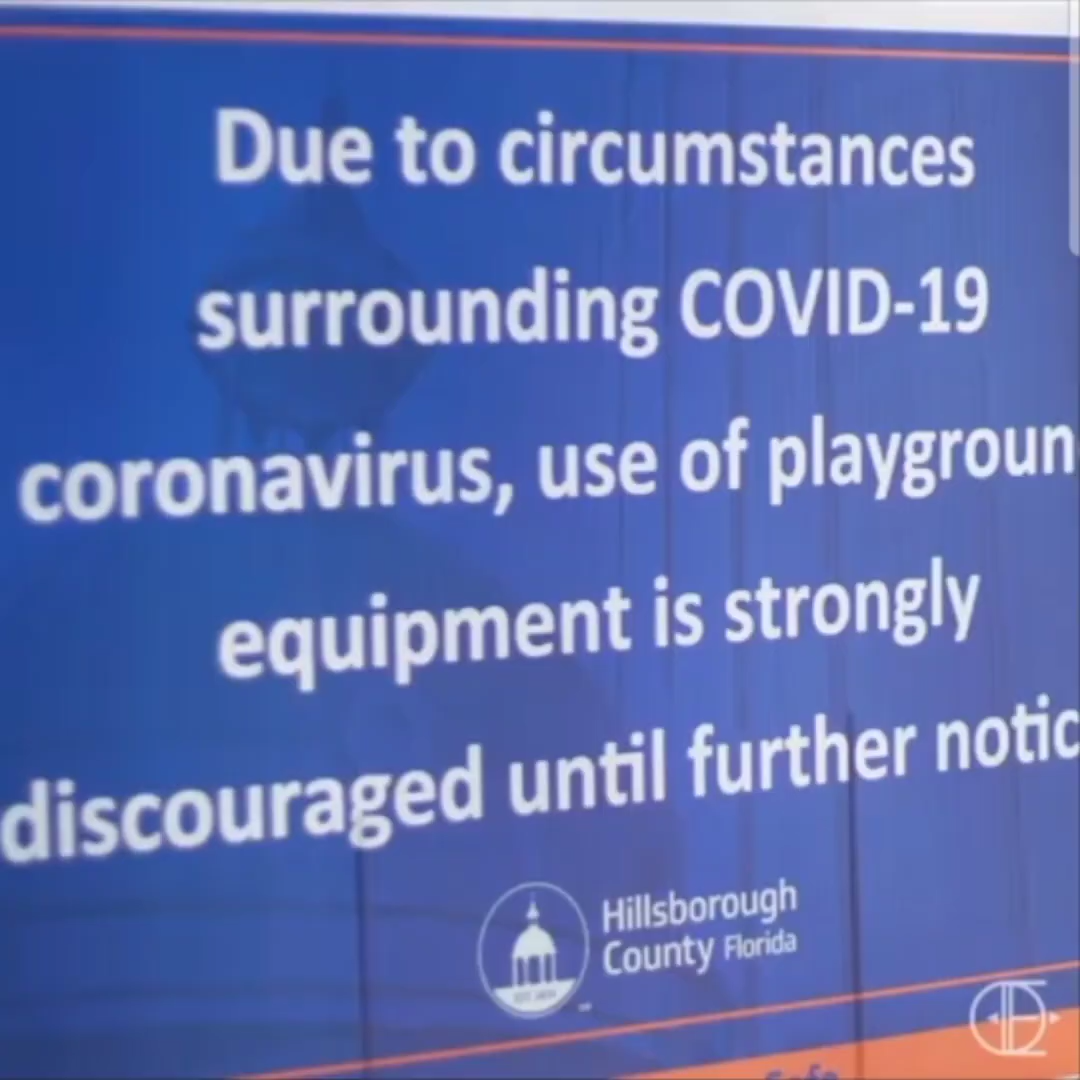 Due to circumstances
surrounding COVID-19
coronavirus, use of playgroun
equipment is strongly
discouraged until further notic
Hillsborough
County Florida
Safe